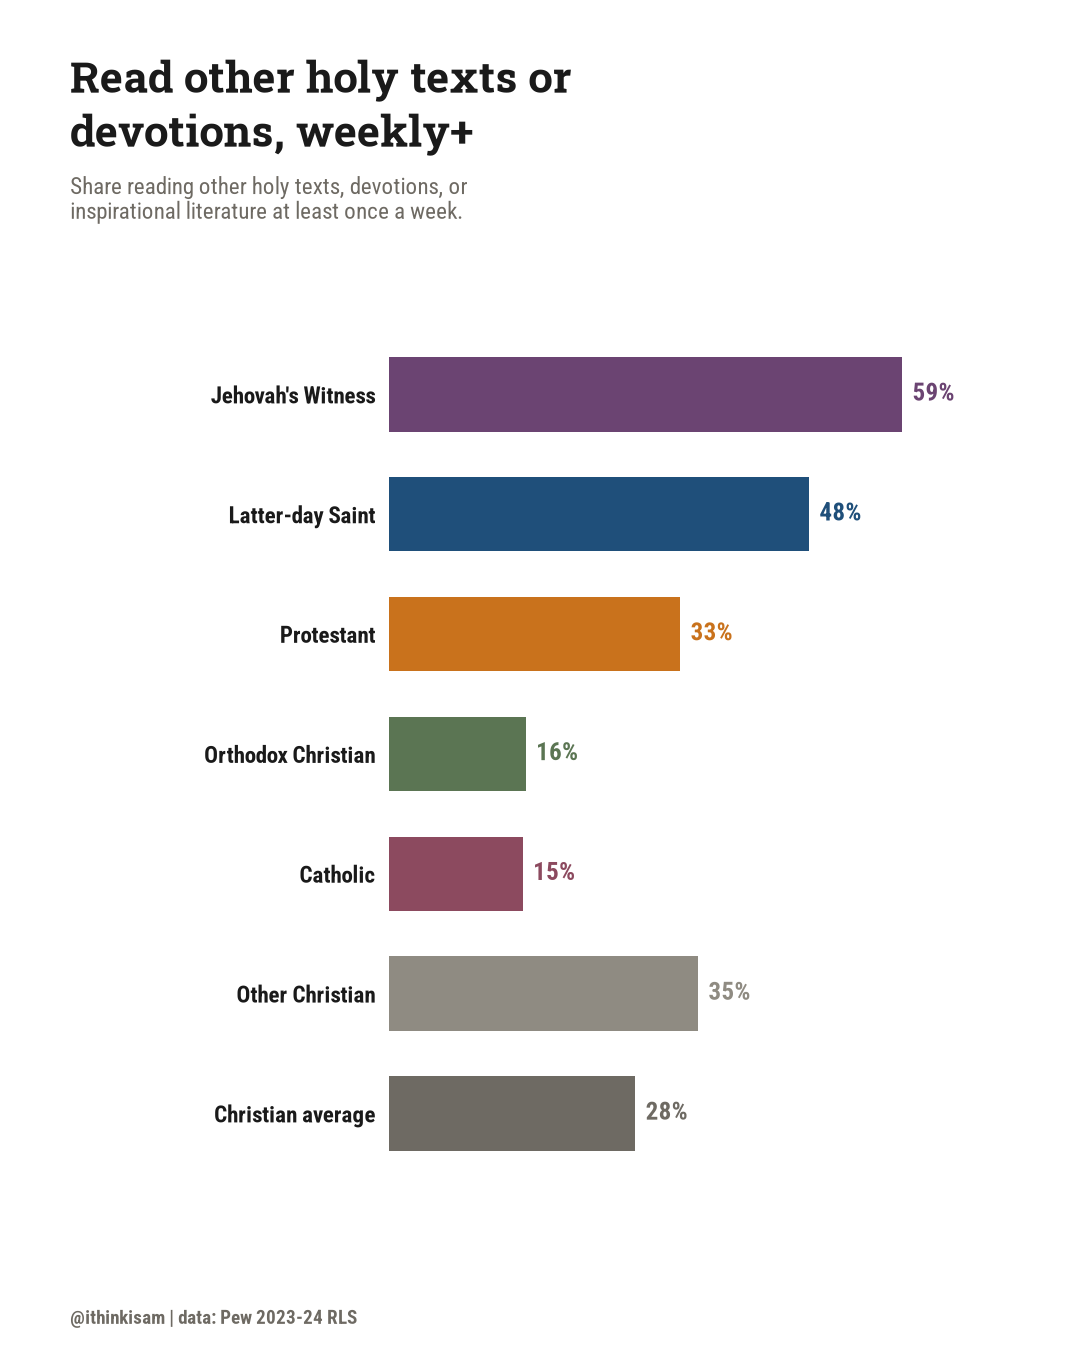 Read other holy texts or
devotions, weekly+
Share reading other holy texts, devotions, or
inspirational literature at least once a week.
Jehovah's Witness 59%
Latter-day Saint 48%
Protestant 33%
Orthodox Christian 16%
Catholic 15%
Other Christian 35%
Christian average 28%
@ithinkisam | data: Pew 2023-24 RLS